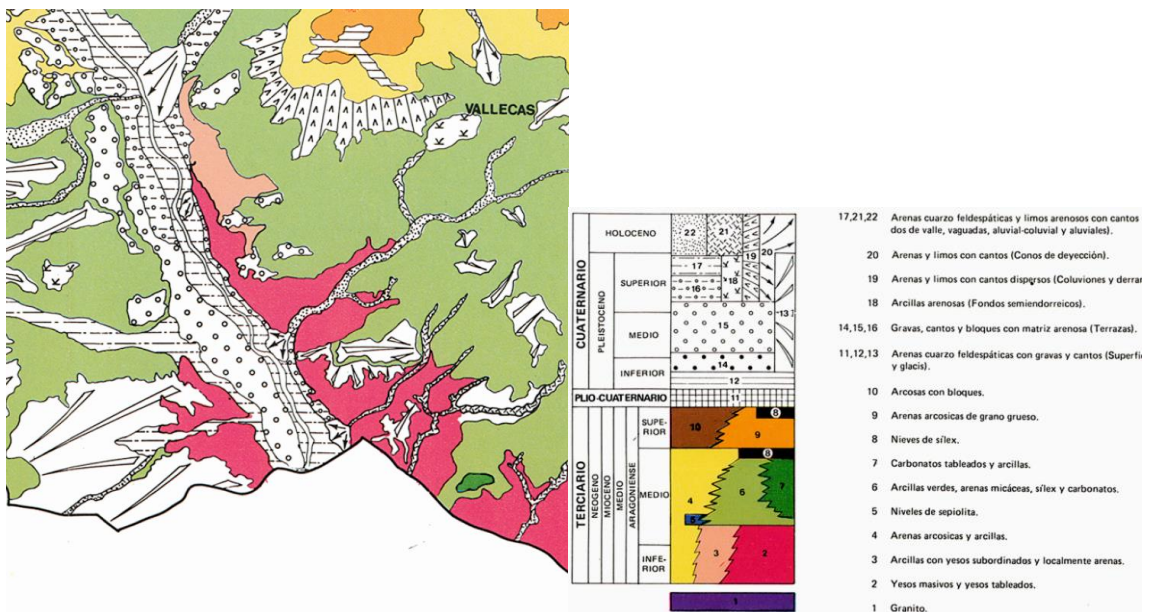 VALLECAS
CUATERNARIO
PLEISTOCENO
HOLOCENO
SUPERIOR
MEDIO
INFERIOR
PLIO-CUATERNARIO
TERCIARIO
NEOGENO
MIOCENO
MEDIO
ARAGONIENSE
SUPE-
RIOR
MEDIO
INFE-
RIOR
22
21
20
19
17
18
16
13
15
14
12
11
8
10
9
8
7
6
4
5
3
2
1
17,21,22 Arenas cuarzo feldespáticas y limos arenosos con cantos
dos de valle, vaguadas, aluvial-coluvial y aluviales).
20 Arenas y limos con cantos (Conos de deyección).
19 Arenas y limos con cantos dispersos (Coluviones y derrar
18 Arcillas arenosas (Fondos semiendorreicos).
14,15,16 Gravas, cantos y bloques con matriz arenosa (Terrazas).
11,12,13 Arenas cuarzo feldespáticas con gravas y cantos (Superfi
y glacis).
10 Arcosas con bloques.
9 Arenas arcosicas de grano grueso.
8 Nieves de sílex.
7 Carbonatos tableados y arcillas.
6 Arcillas verdes, arenas micáceas, sílex y carbonatos.
5 Niveles de sepiolita.
4 Arenas arcosicas y arcillas.
3 Arcillas con yesos subordinados y localmente arenas.
2 Yesos masivos y yesos tableados.
1 Granito.